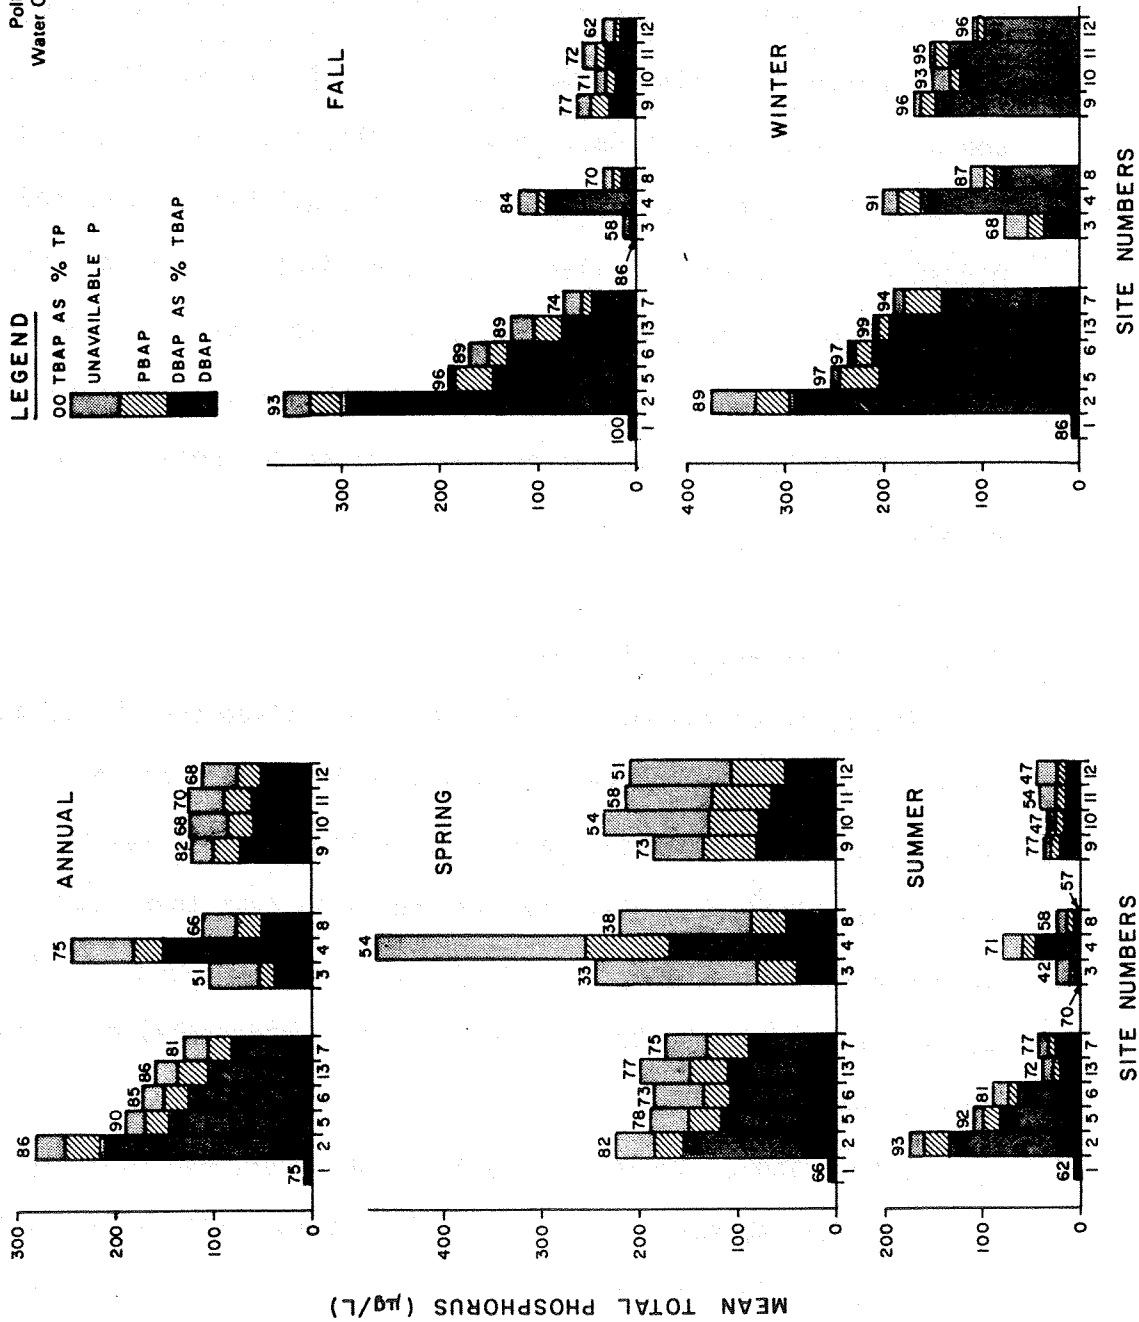 Poll
Water C
LEGEND
00 TBAP AS % TP
UNAVAILABLE P
PBAP
DBAP AS % TBAP
DBAP
ANNUAL
300
200
100
0
75 86 90 85 86 81 51 75 66 82 68 70 68
1 2 5 6 13 7 3 4 8 9 10 11 12
SPRING
400
300
200
100
0
66 82 78 73 77 75 33 54 38 73 54 58 51
1 2 5 6 13 7 3 4 8 9 10 11 12
SUMMER
200
100
0
62 93 92 81 72 77 70 42 71 58 57 77 47 54 47
1 2 5 6 13 7 3 4 8 9 10 11 12
SITE NUMBERS
MEAN TOTAL PHOSPHORUS (µg/L)
FALL
300
200
100
0
100 93 96 89 89 74 86 58 84 70 77 71 72 62
1 2 5 6 13 7 3 4 8 9 10 11 12
WINTER
400
300
200
100
0
86 89 97 97 99 94 68 91 87 96 93 95 96
1 2 5 6 13 7 3 4 8 9 10 11 12
SITE NUMBERS